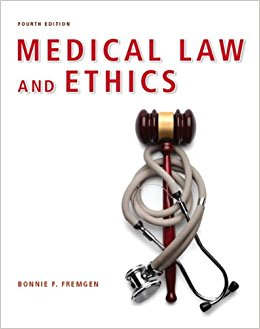 FOURTH EDITION
MEDICAL LAW
AND ETHICS
BONNIE F. FREMGEN